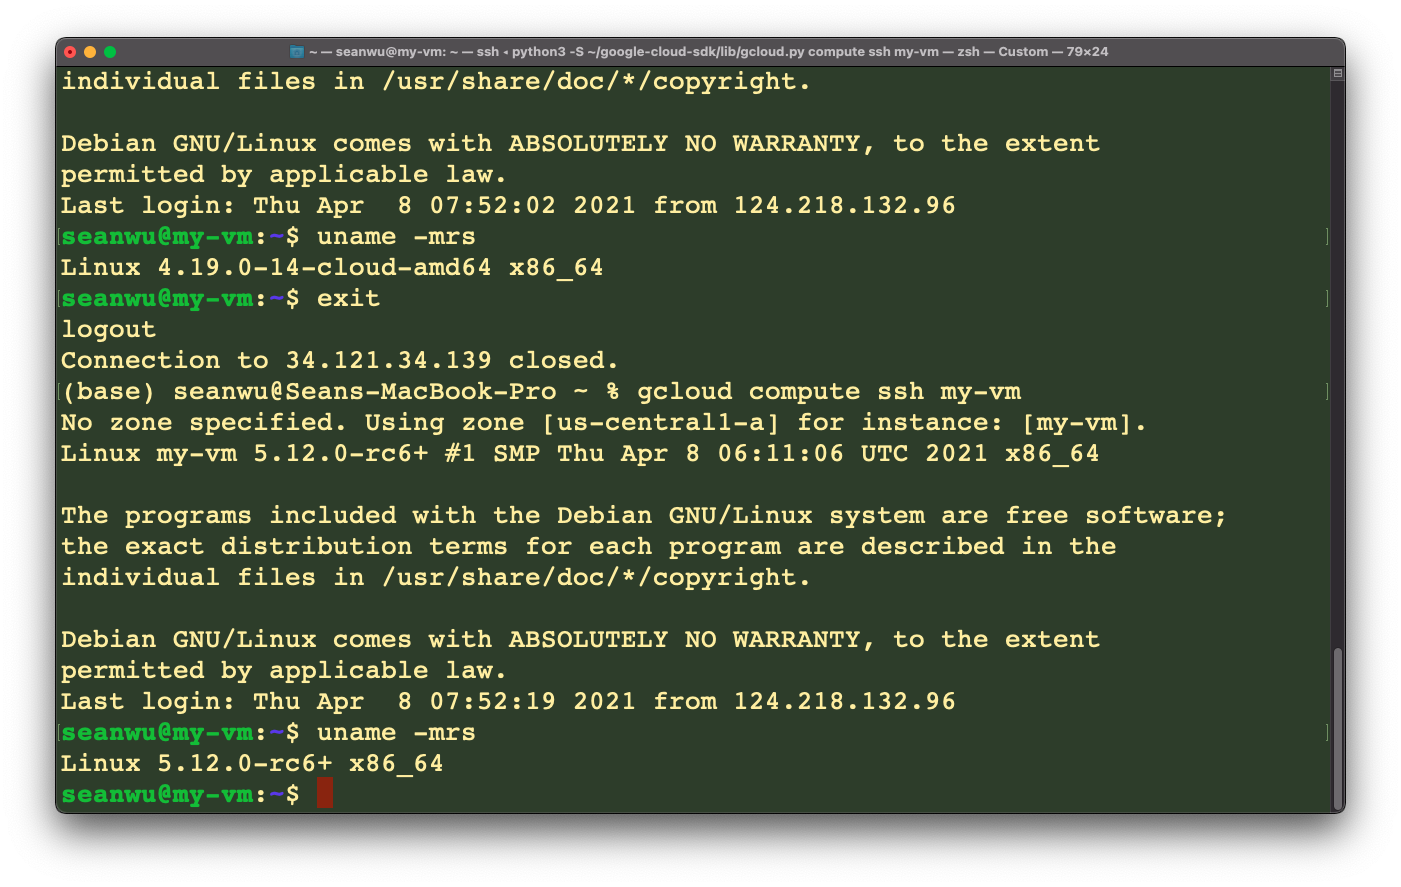 ~ — seanwu@my-vm: ~ — ssh ◂ python3 -S ~/google-cloud-sdk/lib/gcloud.py compute ssh my-vm — zsh — Custom — 79×24
individual files in /usr/share/doc/*/copyright.
Debian GNU/Linux comes with ABSOLUTELY NO WARRANTY, to the extent
permitted by applicable law.
Last login: Thu Apr  8 07:52:02 2021 from 124.218.132.96
seanwu@my-vm:~$ uname -mrs
Linux 4.19.0-14-cloud-amd64 x86_64
seanwu@my-vm:~$ exit
logout
Connection to 34.121.34.139 closed.
(base) seanwu@Seans-MacBook-Pro ~ % gcloud compute ssh my-vm
No zone specified. Using zone [us-central1-a] for instance: [my-vm].
Linux my-vm 5.12.0-rc6+ #1 SMP Thu Apr 8 06:11:06 UTC 2021 x86_64
The programs included with the Debian GNU/Linux system are free software;
the exact distribution terms for each program are described in the
individual files in /usr/share/doc/*/copyright.
Debian GNU/Linux comes with ABSOLUTELY NO WARRANTY, to the extent
permitted by applicable law.
Last login: Thu Apr  8 07:52:19 2021 from 124.218.132.96
seanwu@my-vm:~$ uname -mrs
Linux 5.12.0-rc6+ x86_64
seanwu@my-vm:~$